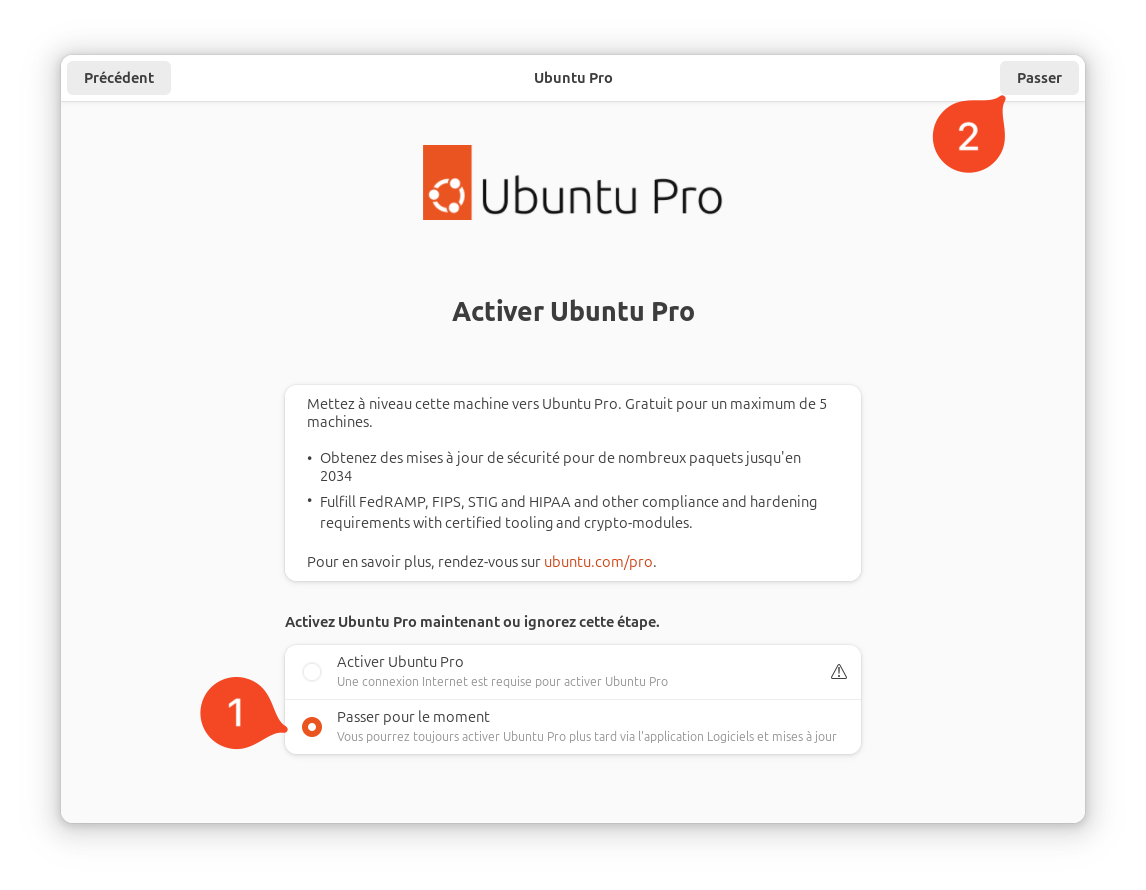 Précédent
Ubuntu Pro
Passer
2
Ubuntu Pro
Activer Ubuntu Pro
Mettez à niveau cette machine vers Ubuntu Pro. Gratuit pour un maximum de 5
machines.
• Obtenez des mises à jour de sécurité pour de nombreux paquets jusqu'en
2034
• Fulfill FedRAMP, FIPS, STIG and HIPAA and other compliance and hardening
requirements with certified tooling and crypto-modules.
Pour en savoir plus, rendez-vous sur ubuntu.com/pro.
Activez Ubuntu Pro maintenant ou ignorez cette étape.
Activer Ubuntu Pro
Une connexion Internet est requise pour activer Ubuntu Pro
1
Passer pour le moment
Vous pourrez toujours activer Ubuntu Pro plus tard via l'application Logiciels et mises à jour